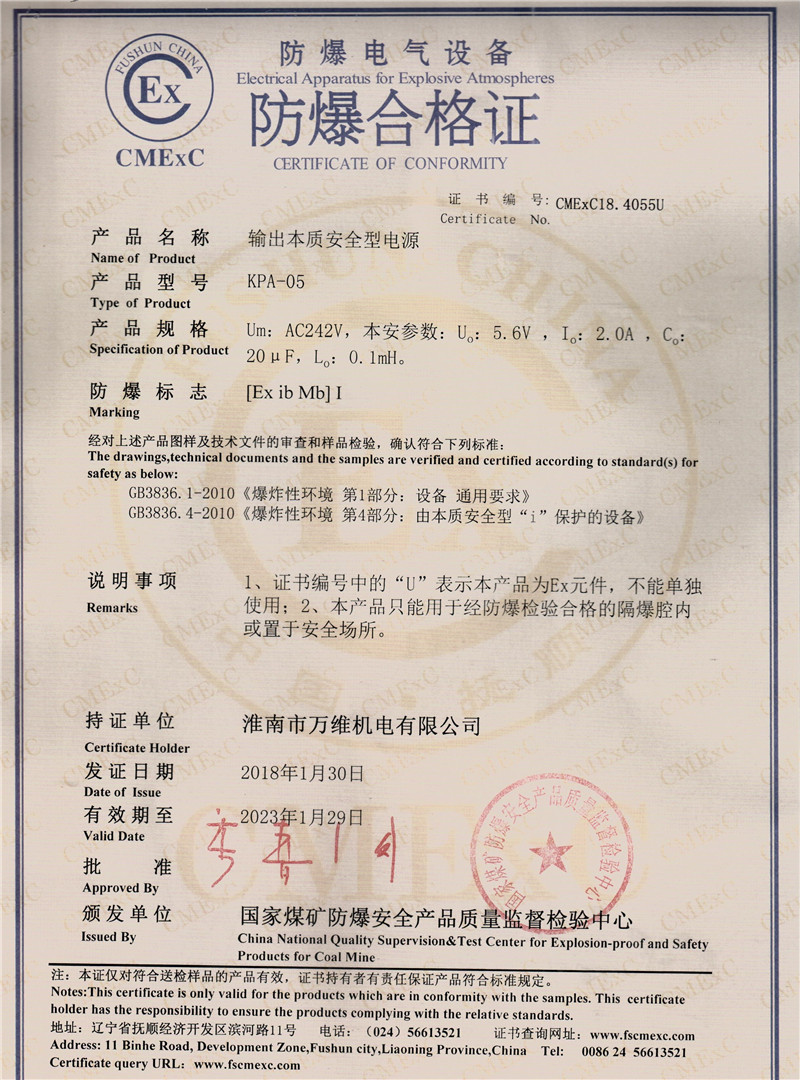 FUSHUN CHINA
Ex
CMExC
防爆电气设备
Electrical Apparatus for Explosive Atmospheres
防爆合格证
CERTIFICATE OF CONFORMITY
证书编号: CMExC18.4055U
Certificate No.
产品名称 输出本质安全型电源
Name of Product
产品型号 KPA-05
Type of Product
产品规格 Um: AC242V, 本安参数: Uo: 5.6V , Io: 2.0A , Co:
Specification of Product 20μF, Lo: 0.1mH。
防爆标志 [Ex ib Mb] I
Marking
经对上述产品图样及技术文件的审查和样品检验, 确认符合下列标准:
The drawings,technical documents and the samples are verified and certified according to standard(s) for
safety as below:
GB3836.1-2010《爆炸性环境 第1部分: 设备 通用要求》
GB3836.4-2010《爆炸性环境 第4部分: 由本质安全型“i”保护的设备》
说明事项 1、证书编号中的“U”表示本产品为Ex元件, 不能单独
Remarks 使用; 2、本产品只能用于经防爆检验合格的隔爆腔内
或置于安全场所。
持证单位 淮南市万维机电有限公司
Certificate Holder
发证日期 2018年1月30日
Date of Issue
有效期至 2023年1月29日
Valid Date
批准
Approved By
颁发单位 国家煤矿防爆安全产品质量监督检验中心
Issued By China National Quality Supervision&Test Center for Explosion-proof and Safety
Products for Coal Mine
国家煤矿防爆安全产品质量监督检验中心
注: 本证仅对符合送检样品的产品有效, 证书持有者有责任保证产品符合标准规定。
Notes:This certificate is only valid for the products which are in conformity with the samples. This certificate
holder has the responsibility to ensure the products complying with the relative standards.
地址: 辽宁省抚顺经济开发区滨河路11号 电话: (024) 56613521 证书查询网址: www.fscmexc.com
Address: 11 Binhe Road, Development Zone,Fushun city,Liaoning Province,China Tel: 0086 24 56613521
Certificate query URL: www.fscmexc.com